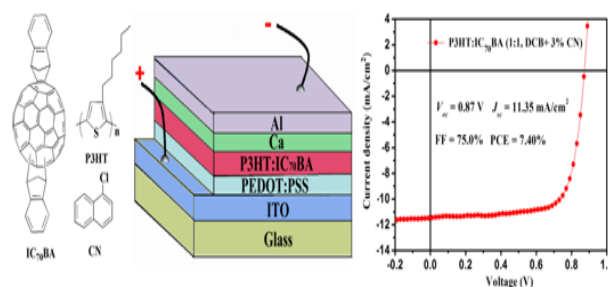 P3HT
Cl
IC70BA
CN
-
+
Al
Ca
P3HT:IC70BA
PEDOT:PSS
ITO
Glass
Current density (mA/cm2)
4
2
0
-2
-4
-6
-8
-10
-12
-14
P3HT:IC70BA (1:1, DCB+ 3% CN)
Voc = 0.87 V Jsc = 11.35 mA/cm2
FF = 75.0% PCE = 7.40%
-0.2 0.0 0.2 0.4 0.6 0.8 1.
Voltage (V)
S
n